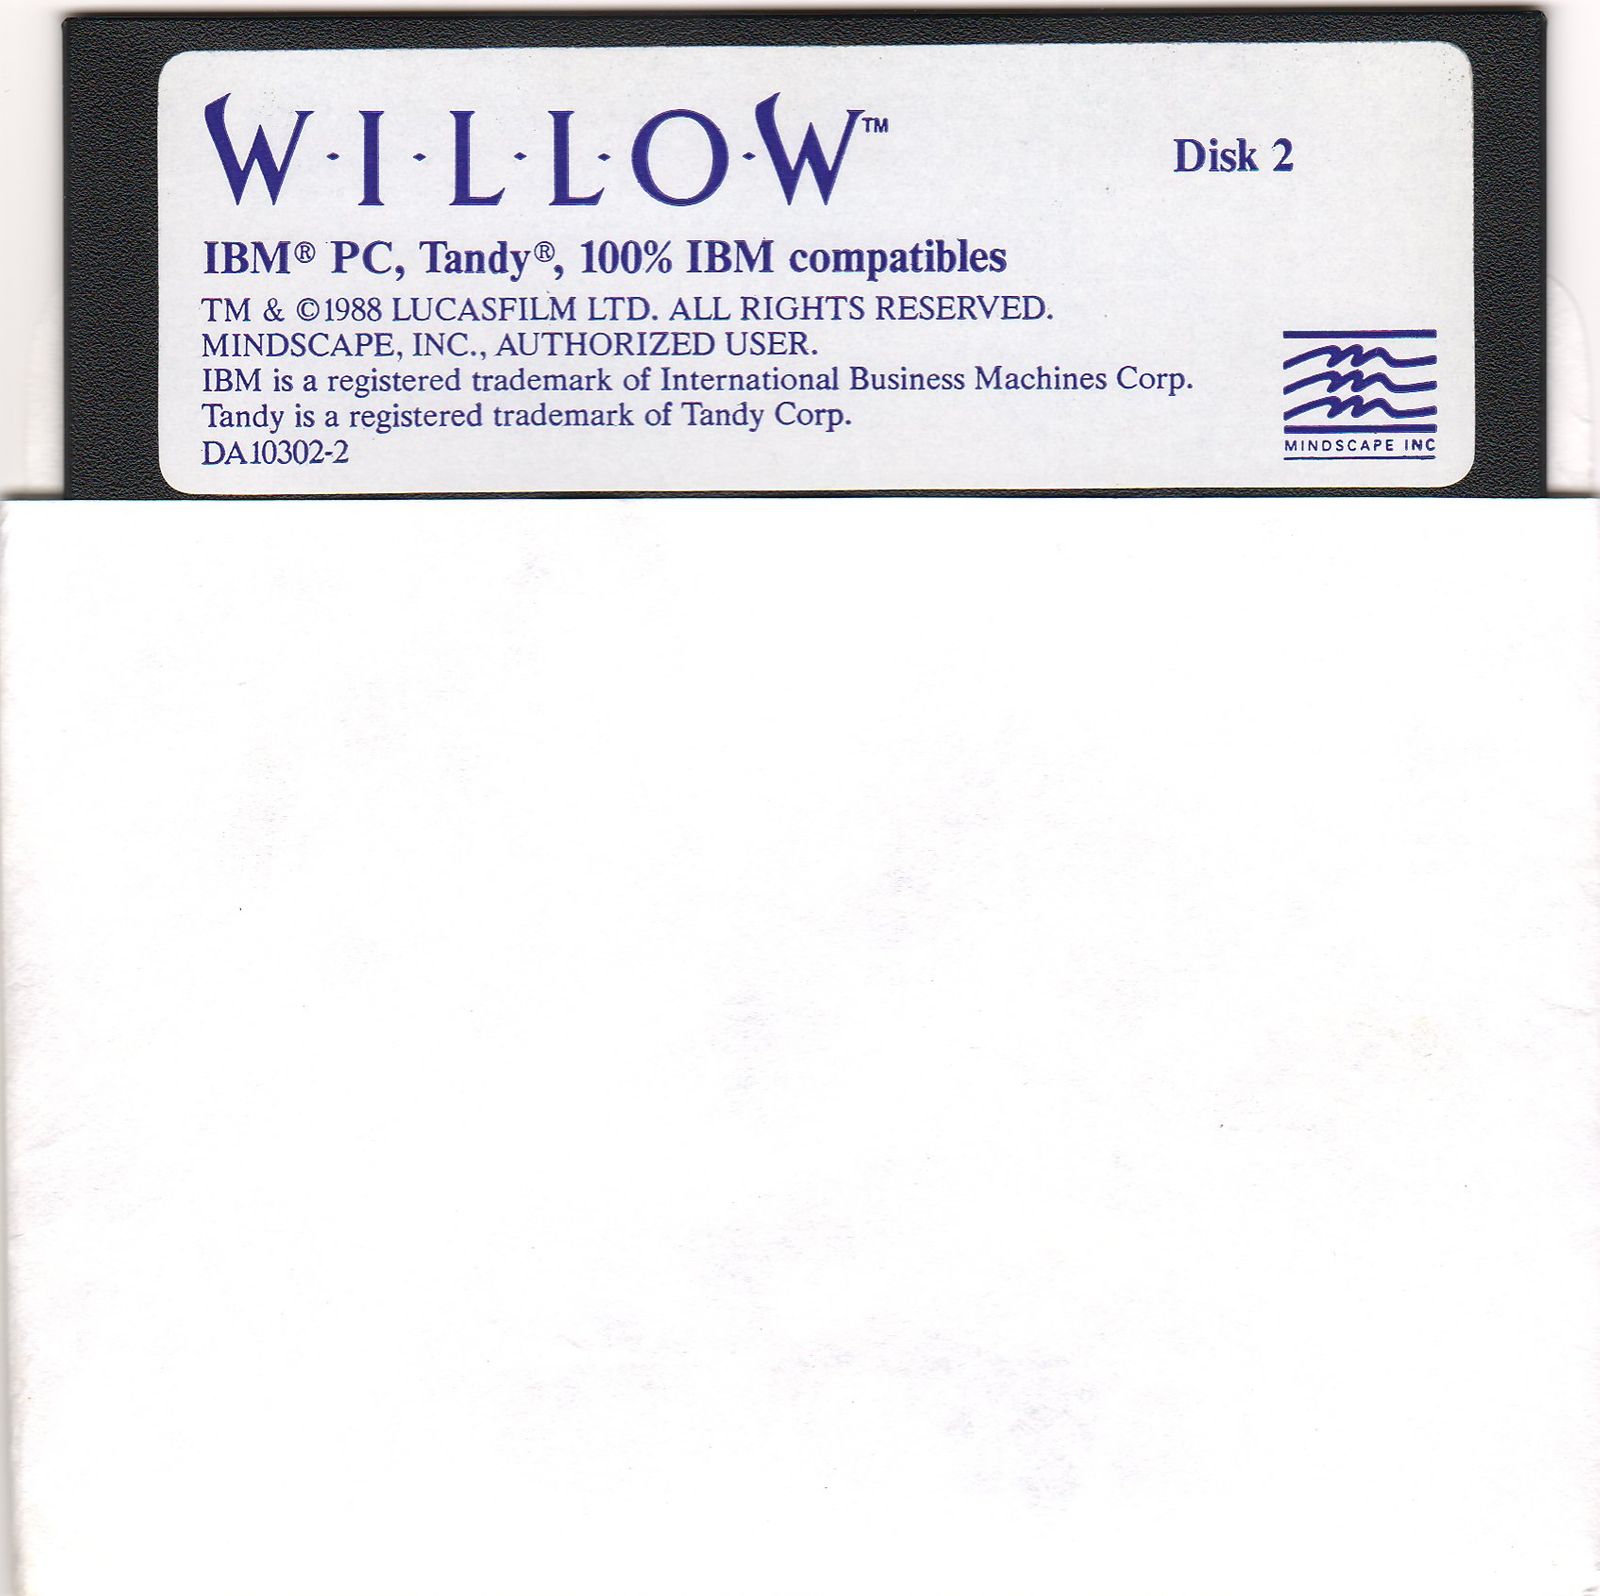 W·I·L·L·O·W™
Disk 2
IBM® PC, Tandy®, 100% IBM compatibles
TM & ©1988 LUCASFILM LTD. ALL RIGHTS RESERVED.
MINDSCAPE, INC., AUTHORIZED USER.
IBM is a registered trademark of International Business Machines Corp.
Tandy is a registered trademark of Tandy Corp.
DA10302-2
MINDSCAPE INC